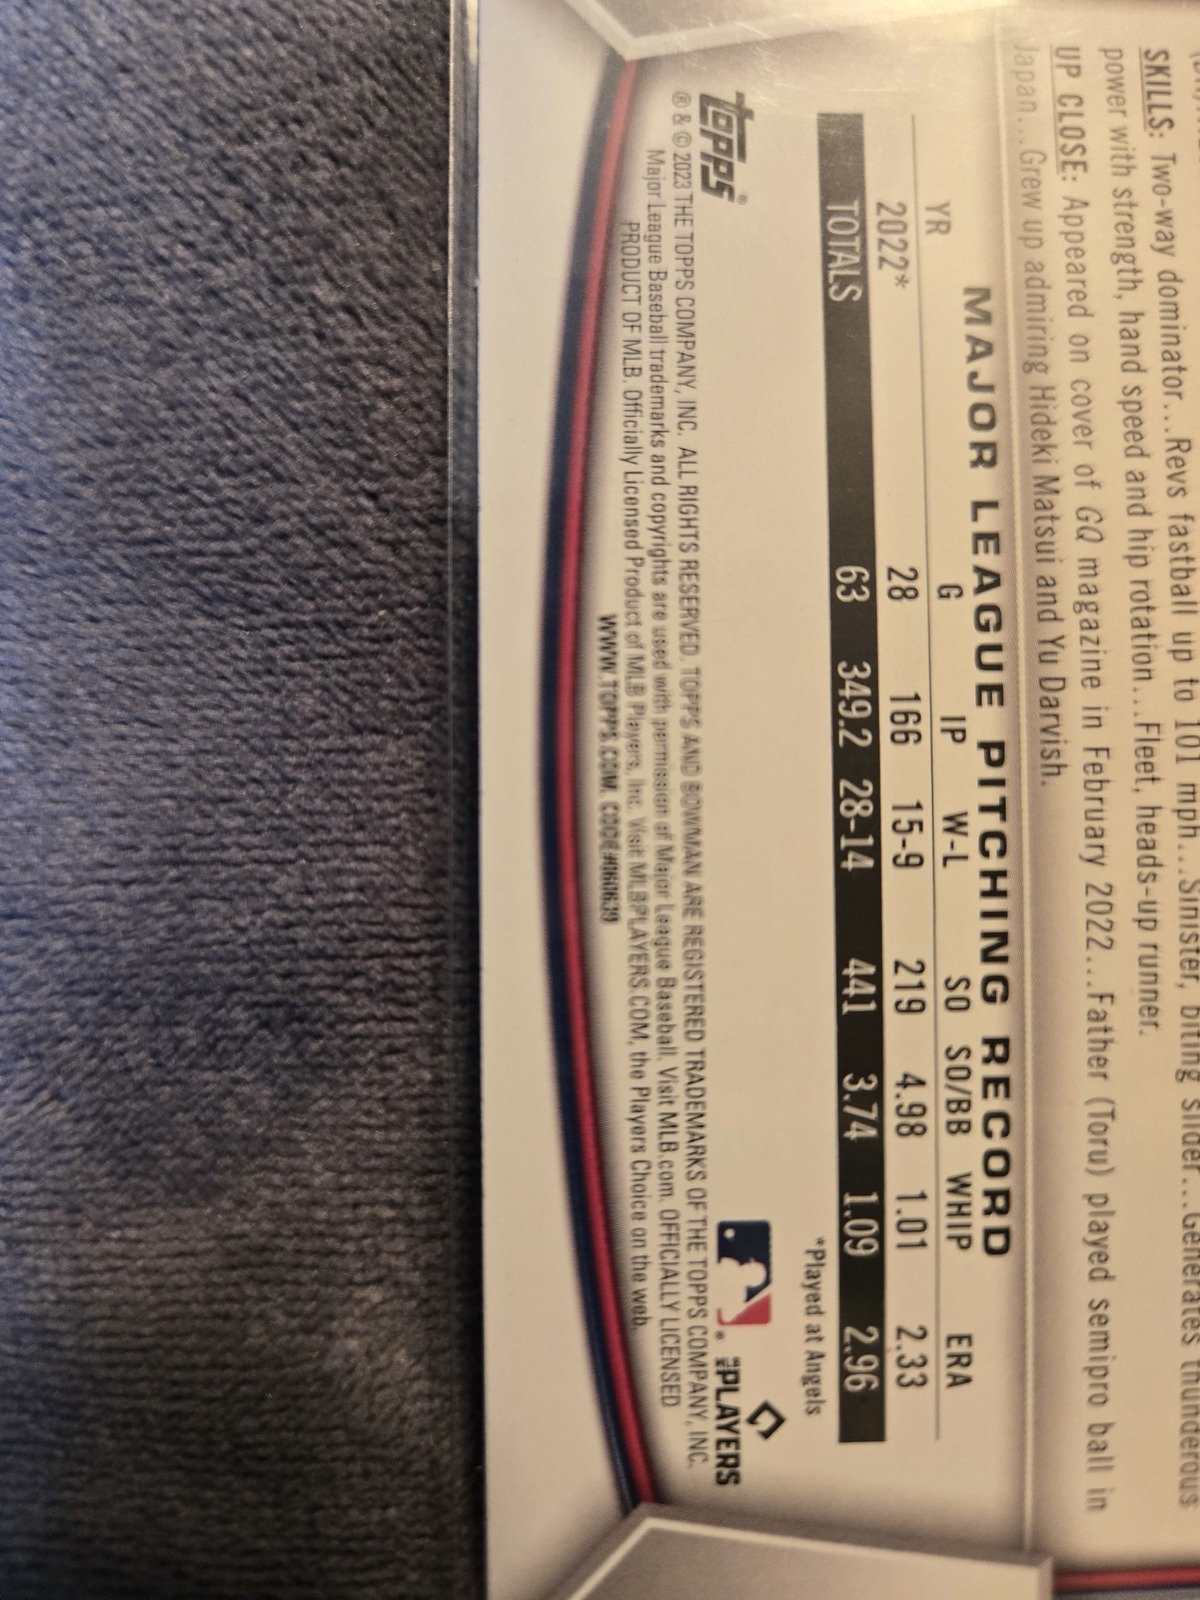 SKILLS: Two-way dominator...Revs fastball up to 101 mph...Sinister, biting slider...Generates thunderous
power with strength, hand speed and hip rotation...Fleet, heads-up runner.
UP CLOSE: Appeared on cover of GQ magazine in February 2022...Father (Toru) played semipro ball in
Japan...Grew up admiring Hideki Matsui and Yu Darvish.
MAJOR LEAGUE PITCHING RECORD
YR G IP W-L SO SO/BB WHIP ERA
2022* 28 166 15-9 219 4.98 1.01 2.33
TOTALS 63 349.2 28-14 441 3.74 1.09 2.96
*Played at Angels
topps® MLB PLAYERS
® & © 2023 THE TOPPS COMPANY, INC. ALL RIGHTS RESERVED. TOPPS AND BOWMAN ARE REGISTERED TRADEMARKS OF THE TOPPS COMPANY, INC.
Major League Baseball trademarks and copyrights are used with permission of Major League Baseball. Visit MLB.com. OFFICIALLY LICENSED
PRODUCT OF MLB. Officially Licensed Product of MLB Players, Inc. Visit MLBPLAYERS.COM, the Players Choice on the web.
WWW.TOPPS.COM. CODE#060639